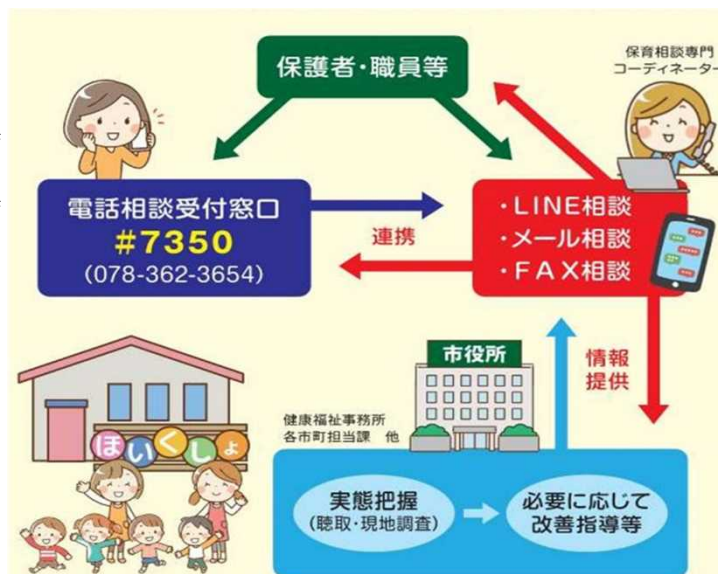 保護者・職員等
保育相談専門
コーディネーター
電話相談受付窓口
#7350
(078-362-3654)
連携
・LINE相談
・メール相談
・FAX相談
市役所
情報
提供
健康福祉事務所
各市町担当課　他
ほいくしょ
実態把握
(聴取・現地調査)
必要に応じて
改善指導等